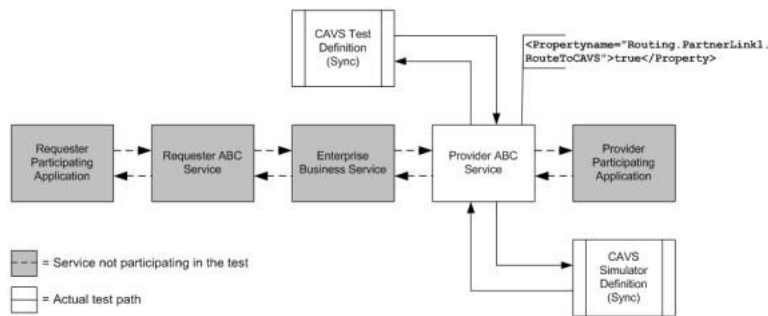 CAVS Test
Definition
(Sync)
<Propertyname="Routing.PartnerLink1.
RouteToCAVS">true</Property>
Requester
Participating
Application
Requester ABC
Service
Enterprise
Business Service
Provider ABC
Service
Provider
Participating
Application
= Service not participating in the test
= Actual test path
CAVS
Simulator
Definition
(Sync)